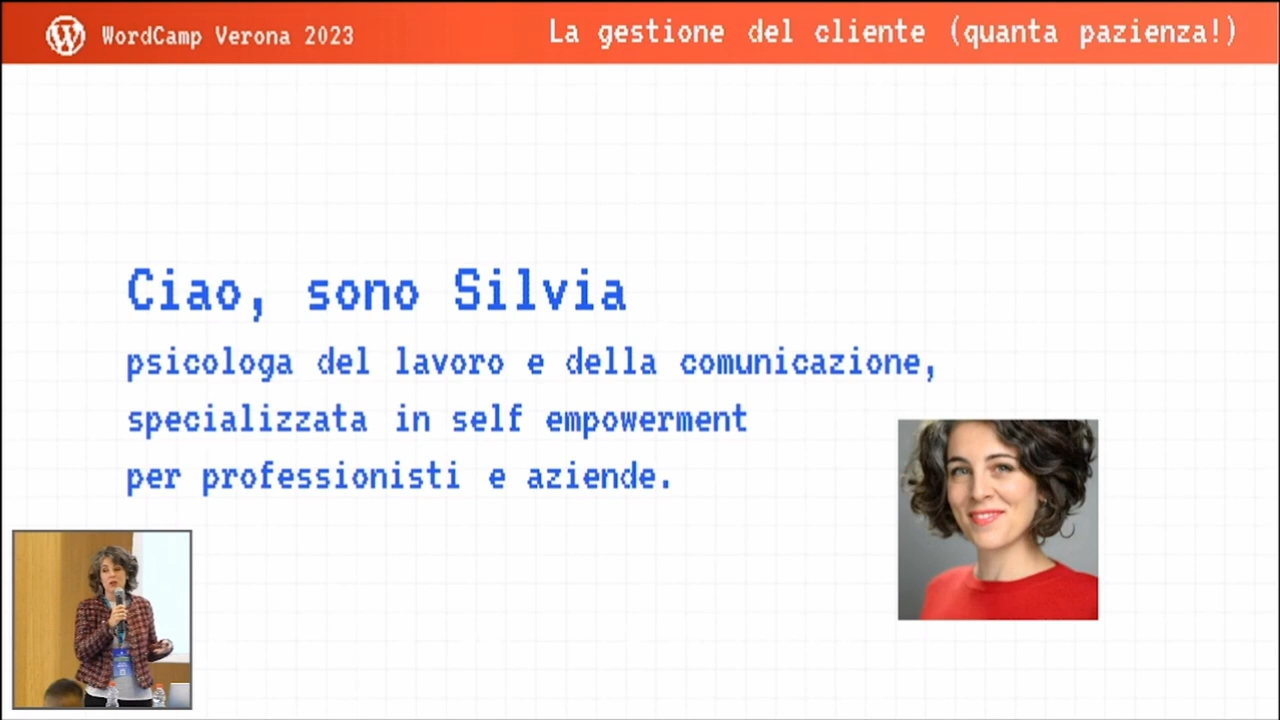 WordCamp Verona 2023
La gestione del cliente (quanta pazienza!)
Ciao, sono Silvia
psicologa del lavoro e della comunicazione,
specializzata in self empowerment
per professionisti e aziende.